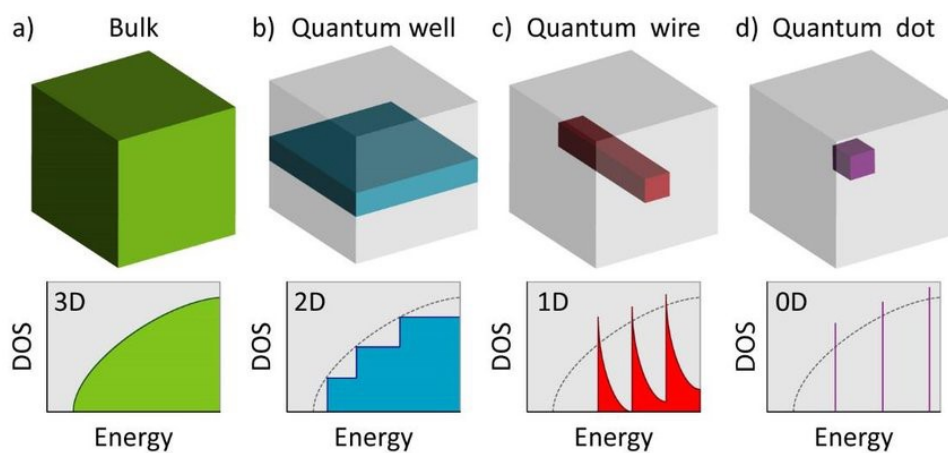 a) Bulk b) Quantum well c) Quantum wire d) Quantum dot
3D 2D 1D 0D
DOS DOS DOS DOS
Energy Energy Energy Energy